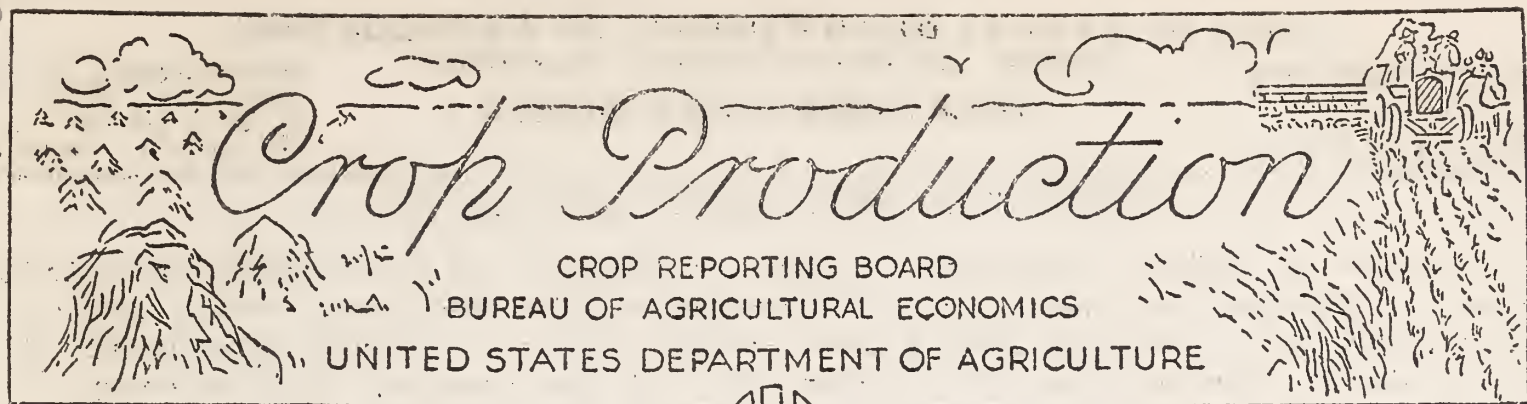 Crop Production
CROP REPORTING BOARD
BUREAU OF AGRICULTURAL ECONOMICS
UNITED STATES DEPARTMENT OF AGRICULTURE